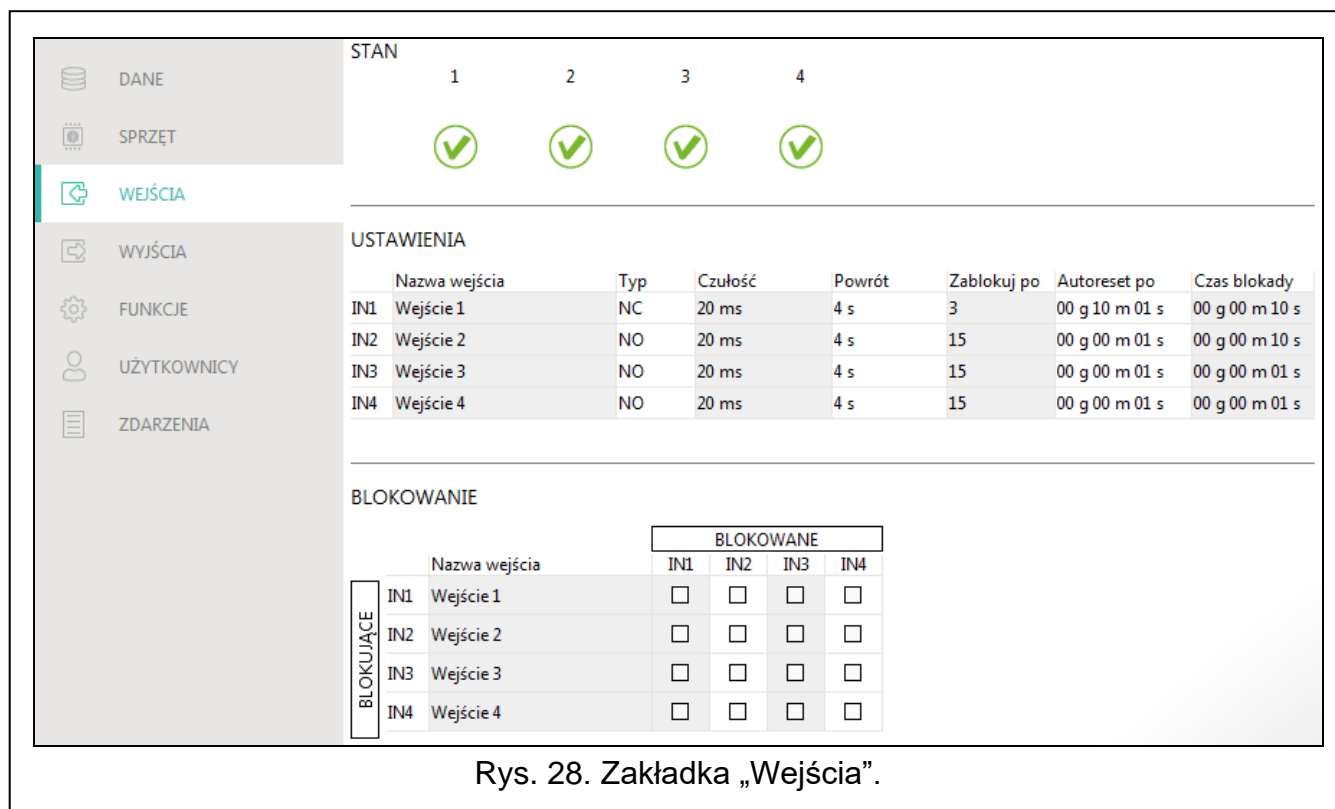 DANE
SPRZĘT
WEJŚCIA
WYJŚCIA
FUNKCJE
UŻYTKOWNICY
ZDARZENIA
STAN
1 2 3 4
USTAWIENIA
Nazwa wejścia Typ Czułość Powrót Zablokuj po Autoreset po Czas blokady
IN1 Wejście 1 NC 20 ms 4 s 3 00 g 10 m 01 s 00 g 00 m 10 s
IN2 Wejście 2 NO 20 ms 4 s 15 00 g 00 m 01 s 00 g 00 m 10 s
IN3 Wejście 3 NO 20 ms 4 s 15 00 g 00 m 01 s 00 g 00 m 01 s
IN4 Wejście 4 NO 20 ms 4 s 15 00 g 00 m 01 s 00 g 00 m 01 s
BLOKOWANIE
BLOKOWANE
Nazwa wejścia IN1 IN2 IN3 IN4
BLOKUJĄCE
IN1 Wejście 1
IN2 Wejście 2
IN3 Wejście 3
IN4 Wejście 4
Rys. 28. Zakładka „Wejścia”.